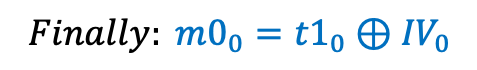 Finally: m0₀ = t1₀ ⊕ IV₀